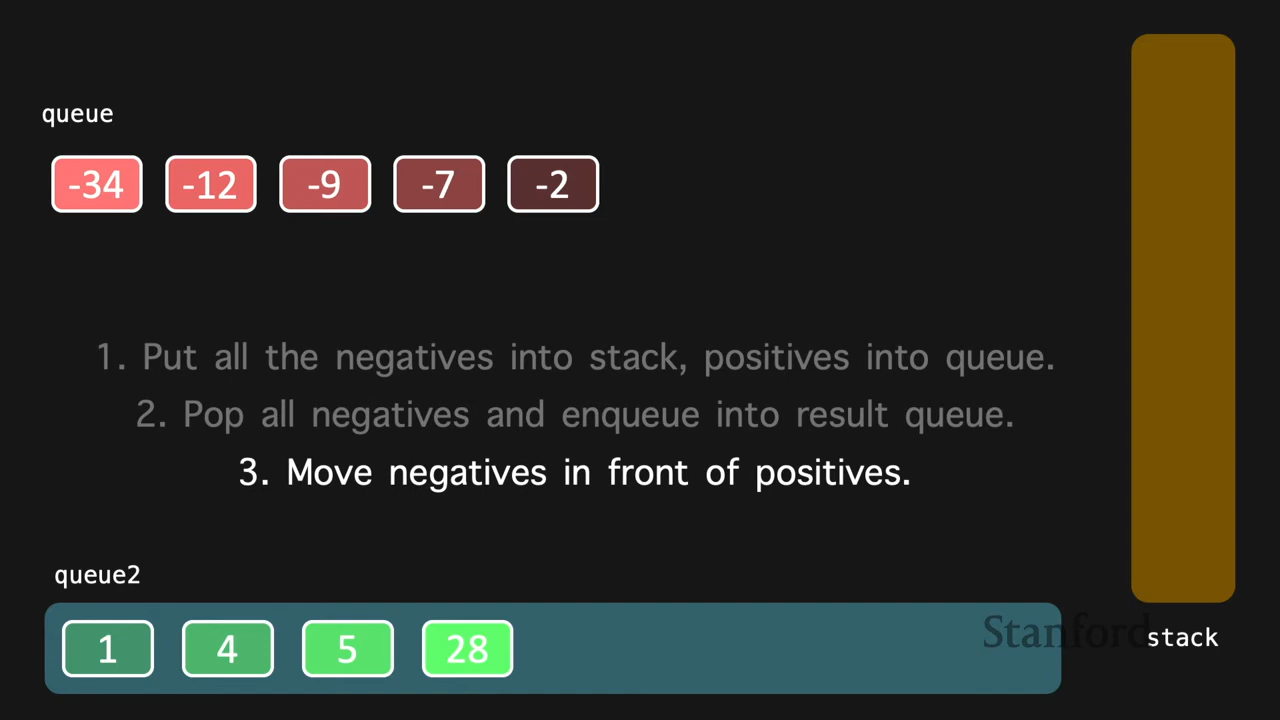 queue
-34 -12 -9 -7 -2
1. Put all the negatives into stack, positives into queue.
2. Pop all negatives and enqueue into result queue.
3. Move negatives in front of positives.
queue2
1 4 5 28
Stanford
stack